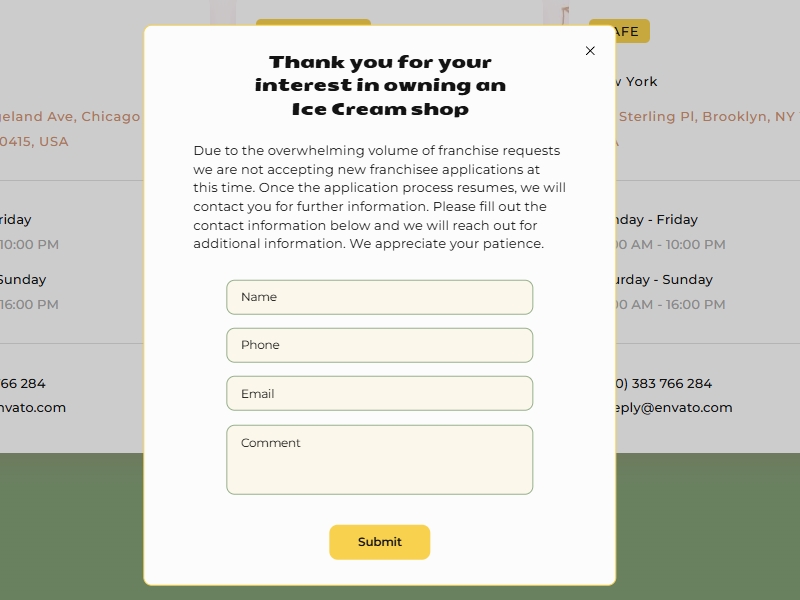 AFE
Thank you for your
interest in owning an
Ice Cream shop
Due to the overwhelming volume of franchise requests
we are not accepting new franchisee applications at
this time. Once the application process resumes, we will
contact you for further information. Please fill out the
contact information below and we will reach out for
additional information. We appreciate your patience.
Name
Phone
Email
Comment
Submit
geland Ave, Chicago
0415, USA
riday
10:00 PM
Sunday
16:00 PM
766 284
nvato.com
w York
Sterling Pl, Brooklyn, NY
nday - Friday
00 AM - 10:00 PM
urday - Sunday
00 AM - 16:00 PM
0) 383 766 284
eply@envato.com